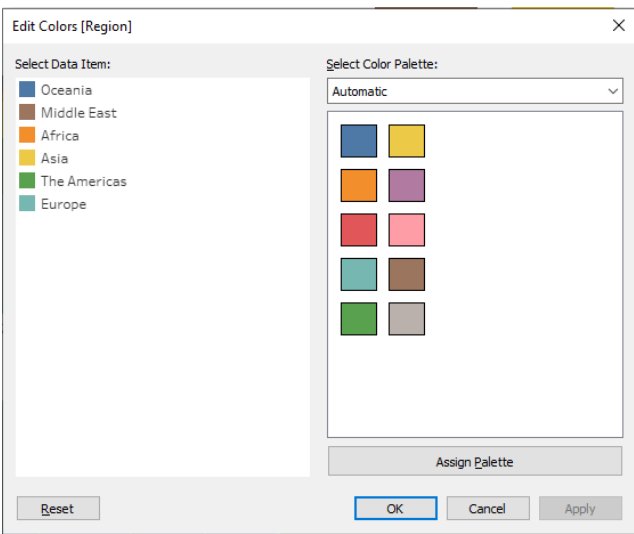 Edit Colors [Region]
Select Data Item:
Oceania
Middle East
Africa
Asia
The Americas
Europe
Select Color Palette:
Automatic
Assign Palette
Reset
OK
Cancel
Apply